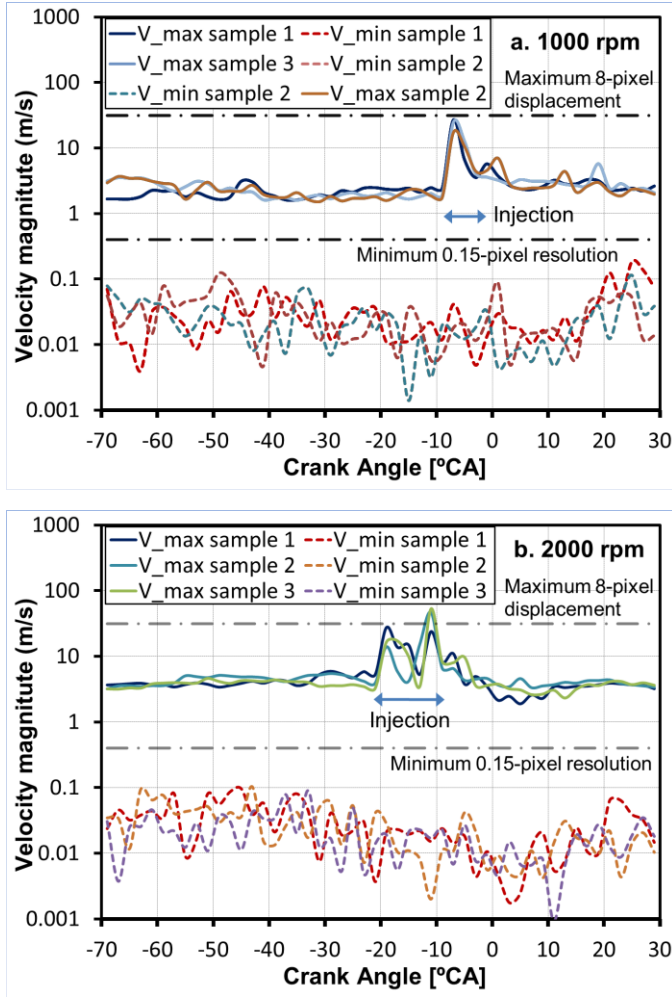 1000
100
10
1
0.1
0.01
0.001
Velocity magnitude (m/s)
V_max sample 1
V_min sample 1
V_max sample 3
V_min sample 2
V_min sample 2
V_max sample 2
a. 1000 rpm
Maximum 8-pixel
displacement
Injection
Minimum 0.15-pixel resolution
-70 -60 -50 -40 -30 -20 -10 0 10 20 30
Crank Angle [ºCA]
1000
100
10
1
0.1
0.01
0.001
Velocity magnitude (m/s)
V_max sample 1
V_min sample 1
V_max sample 2
V_min sample 2
V_max sample 3
V_min sample 3
b. 2000 rpm
Maximum 8-pixel
displacement
Injection
Minimum 0.15-pixel resolution
-70 -60 -50 -40 -30 -20 -10 0 10 20 30
Crank Angle [ºCA]